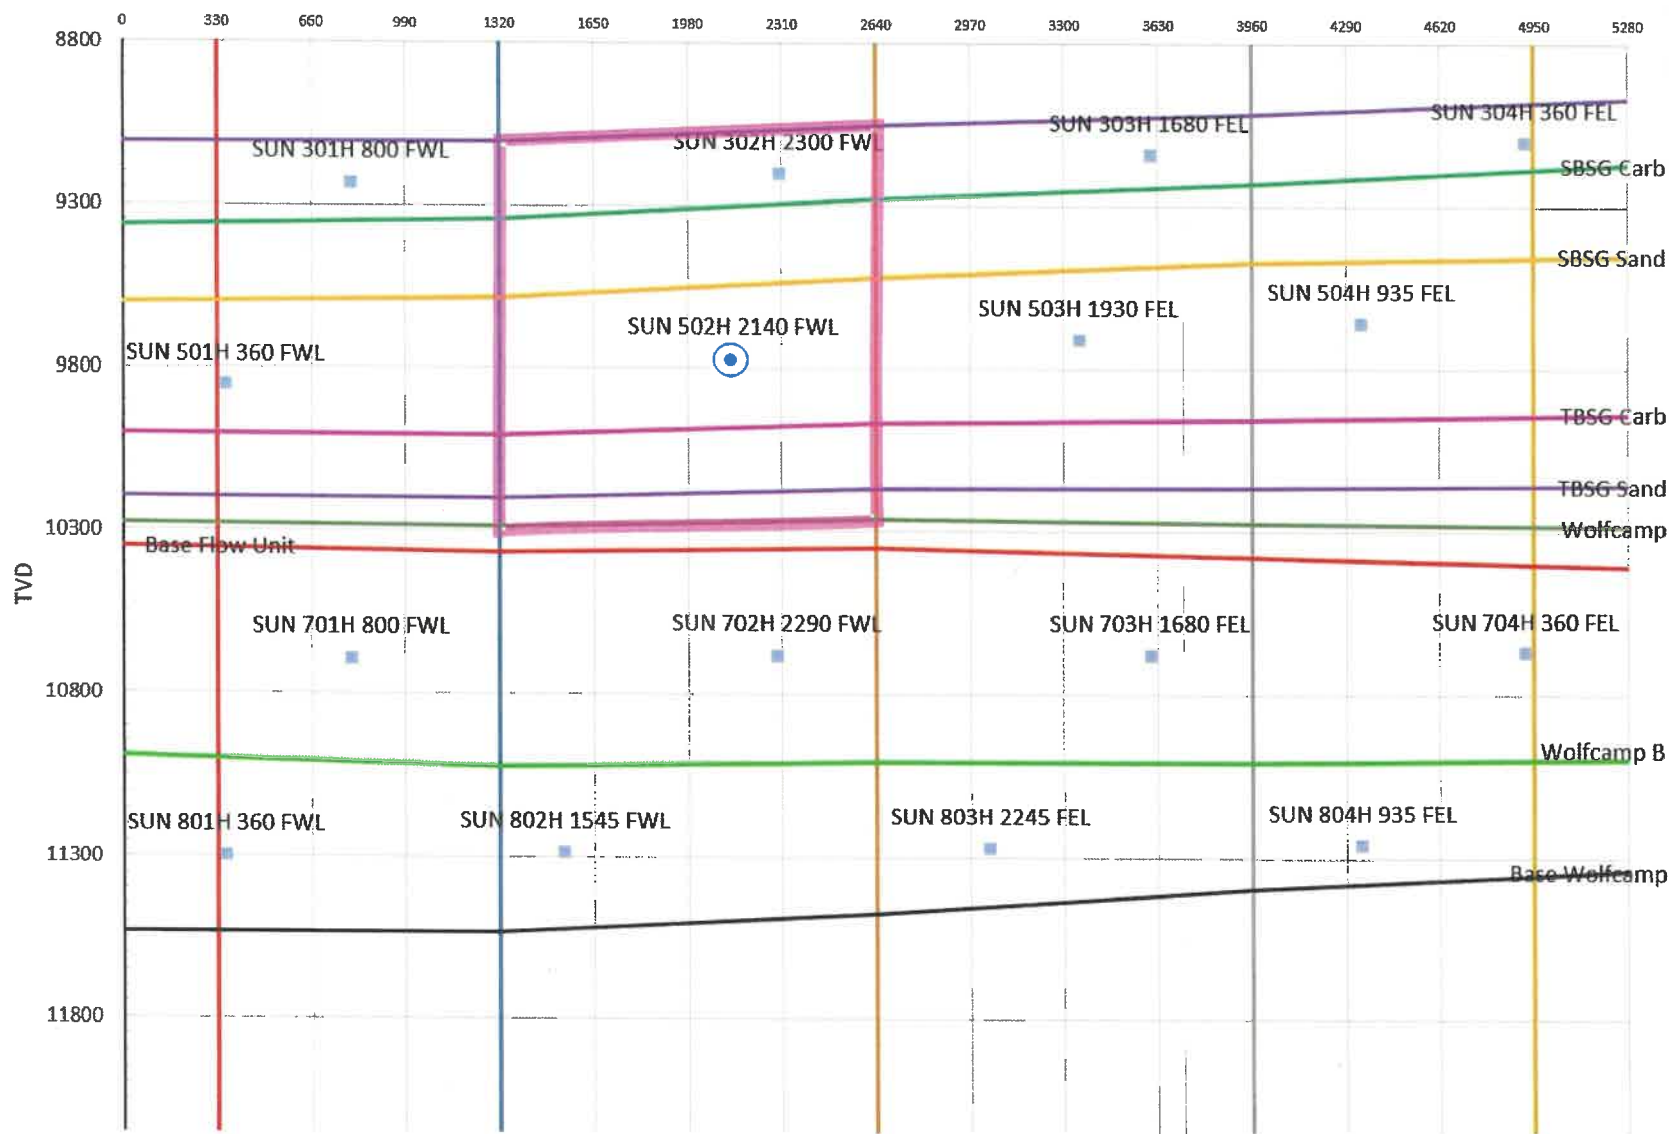 0 330 660 990 1320 1650 1980 2310 2640 2970 3300 3630 3960 4290 4620 4950 5280
8800
SUN 304H 360 FEL
SUN 303H 1680 FEL
SUN 302H 2300 FWL
SUN 301H 800 FWL
SBSG Carb
9300
SBSG Sand
SUN 504H 935 FEL
SUN 503H 1930 FEL
SUN 502H 2140 FWL
SUN 501H 360 FWL
9800
TBSG Carb
TBSG Sand
10300
Wolfcamp
Base Flow Unit
TVD
SUN 701H 800 FWL
SUN 702H 2290 FWL
SUN 703H 1680 FEL
SUN 704H 360 FEL
10800
Wolfcamp B
SUN 801H 360 FWL
SUN 802H 1545 FWL
SUN 803H 2245 FEL
SUN 804H 935 FEL
11300
Base Wolfcamp
11800